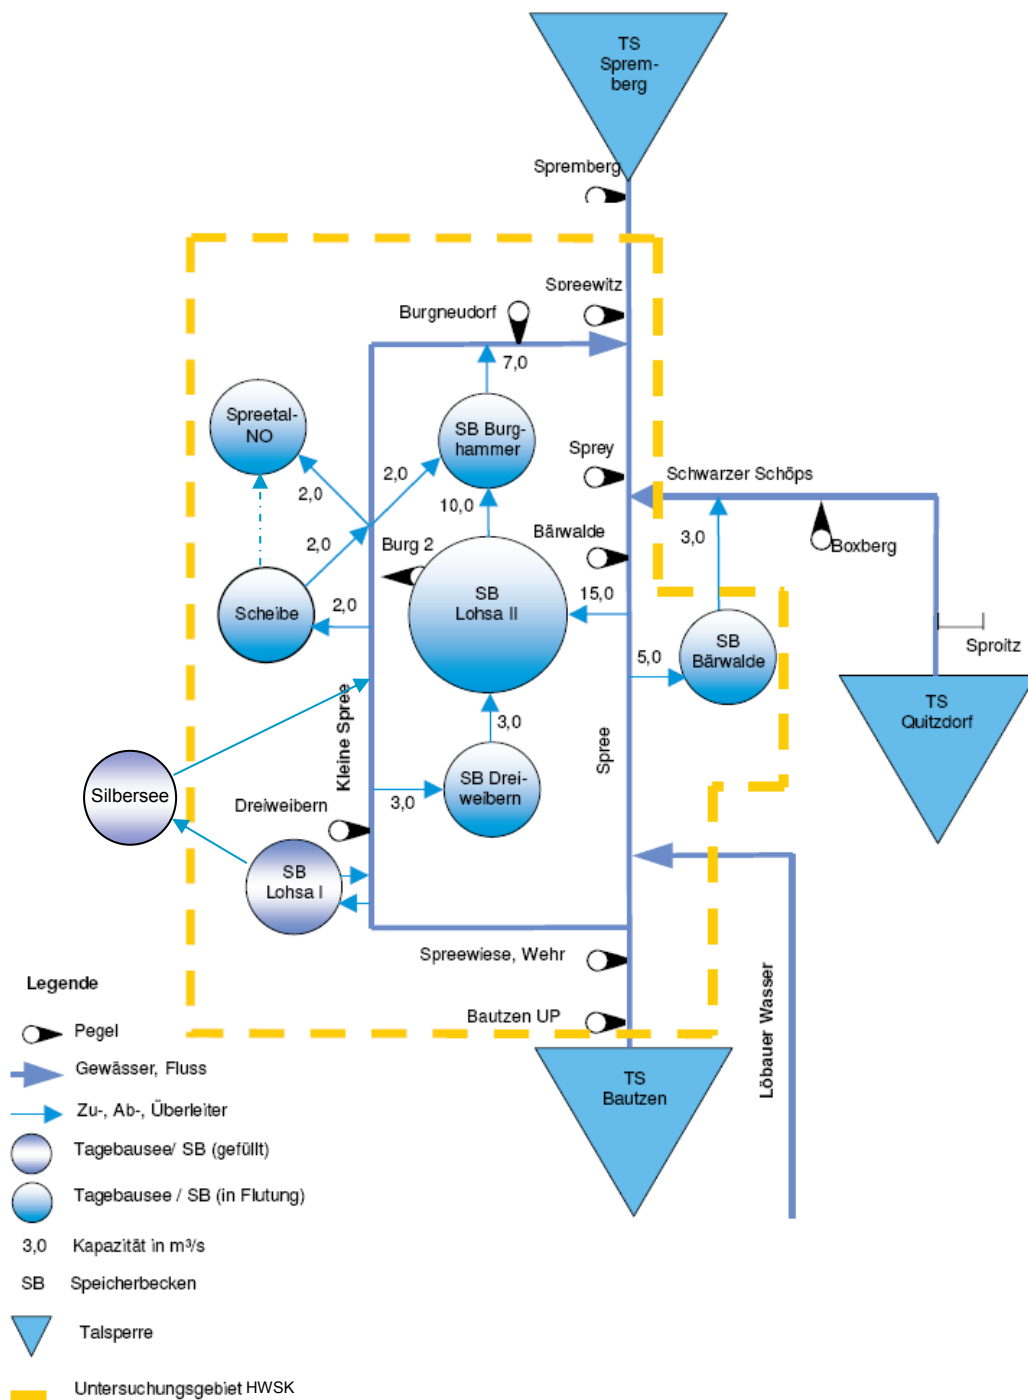 TS
Sprem-
berg
Spremberg
Spreewitz
Burgneudorf
7,0
Spreetal-
NO
SB Burg-
hammer
Sprey
Schwarzer Schöps
2,0
2,0
10,0
2,0
Burg 2
Bärwalde
3,0
Boxberg
Scheibe
2,0
SB
Lohsa II
15,0
SB
Bärwalde
5,0
Sproitz
TS
Quitzdorf
Kleine Spree
3,0
Spree
Silbersee
SB Drei-
weibern
3,0
Dreiweibern
SB
Lohsa I
Spreewiese, Wehr
Bautzen UP
Löbauer Wasser
TS
Bautzen
Legende
Pegel
Gewässer, Fluss
Zu-, Ab-, Überleiter
Tagebausee/ SB (gefüllt)
Tagebausee / SB (in Flutung)
3,0 Kapazität in m³/s
SB Speicherbecken
Talsperre
Untersuchungsgebiet HWSK